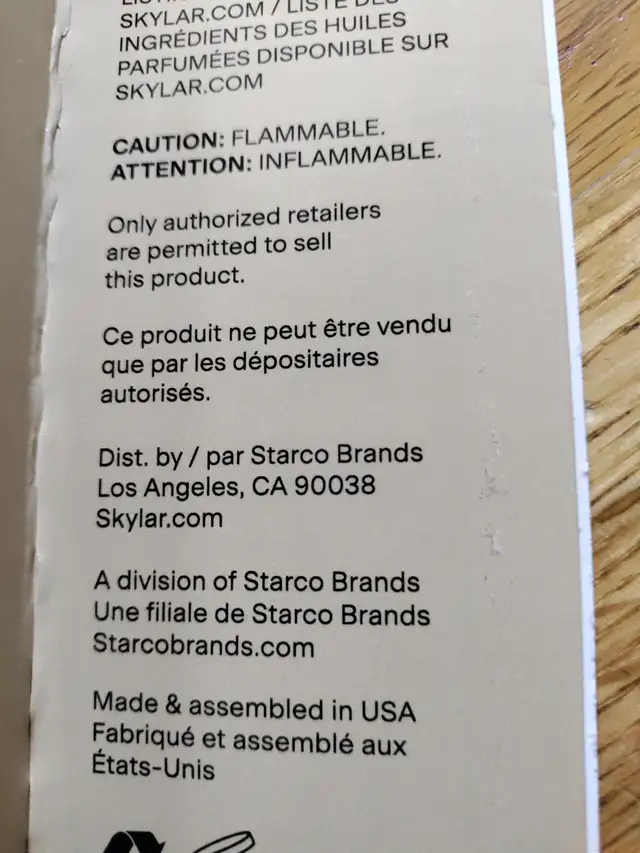 SKYLAR.COM / LISTE DES
INGRÉDIENTS DES HUILES
PARFUMÉES DISPONIBLE SUR
SKYLAR.COM
CAUTION: FLAMMABLE.
ATTENTION: INFLAMMABLE.
Only authorized retailers
are permitted to sell
this product.
Ce produit ne peut être vendu
que par les dépositaires
autorisés.
Dist. by / par Starco Brands
Los Angeles, CA 90038
Skylar.com
A division of Starco Brands
Une filiale de Starco Brands
Starcobrands.com
Made & assembled in USA
Fabriqué et assemblé aux
États-Unis